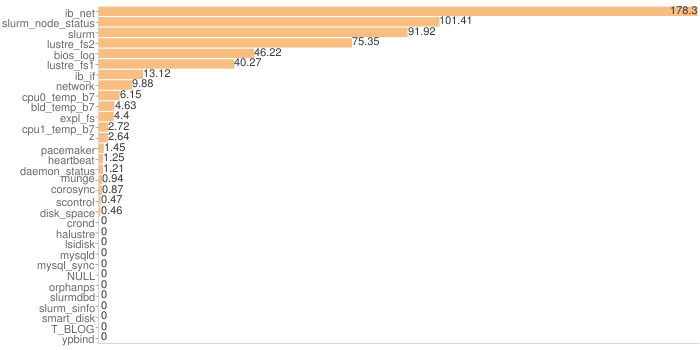 ib_net 178.3
slurm_node_status 101.41
slurm 91.92
lustre_fs2 75.35
bios_log 46.22
lustre_fs1 40.27
ib_if 13.12
network 9.88
cpu0_temp_b7 6.15
bld_temp_b7 4.63
expl_fs 4.4
cpu1_temp_b7 2.72
z 2.64
pacemaker 1.45
heartbeat 1.25
daemon_status 1.21
munge 0.94
corosync 0.87
scontrol 0.47
disk_space 0.46
crond 0
halustre 0
lsidisk 0
mysqld 0
mysql_sync 0
NULL 0
orphanps 0
slurmdbd 0
slurm_sinfo 0
smart_disk 0
T_BLOG 0
ypbind 0